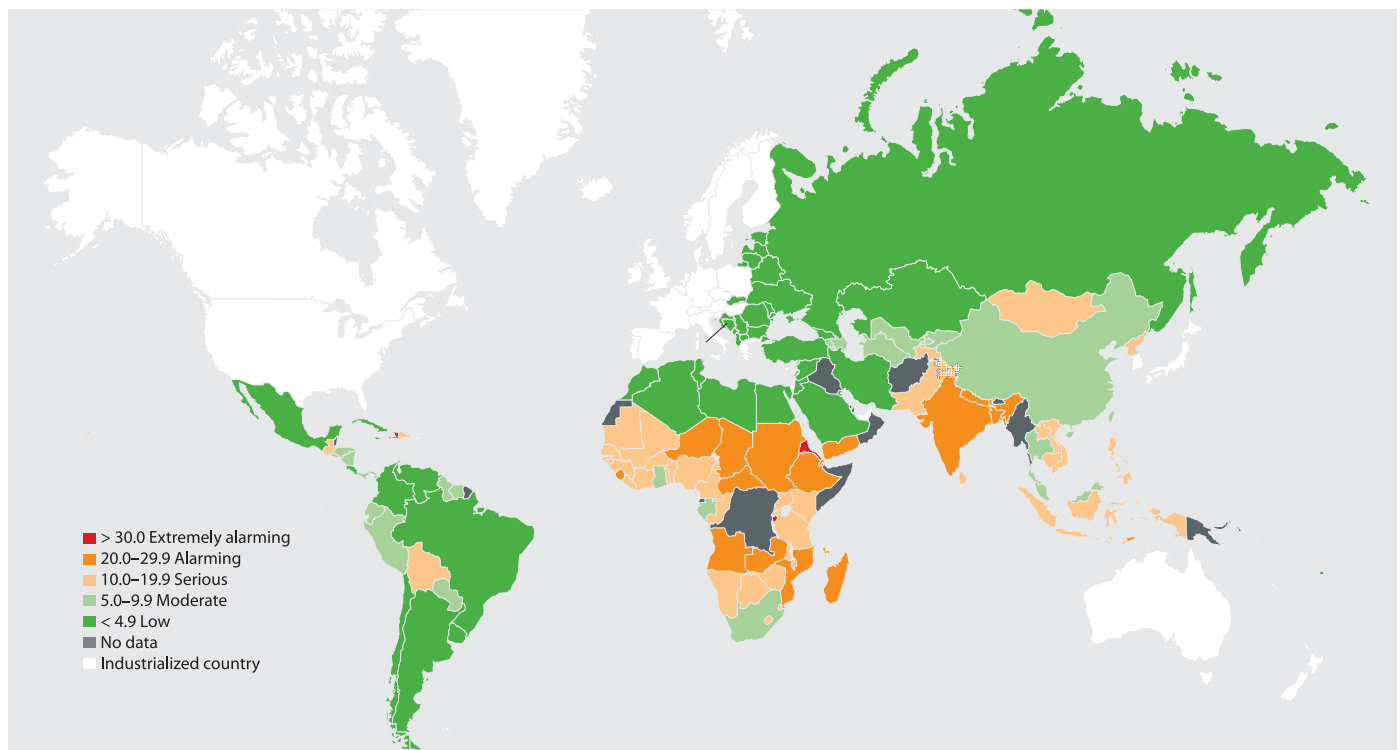 > 30.0 Extremely alarming
20.0–29.9 Alarming
10.0–19.9 Serious
5.0–9.9 Moderate
< 4.9 Low
No data
Industrialized country